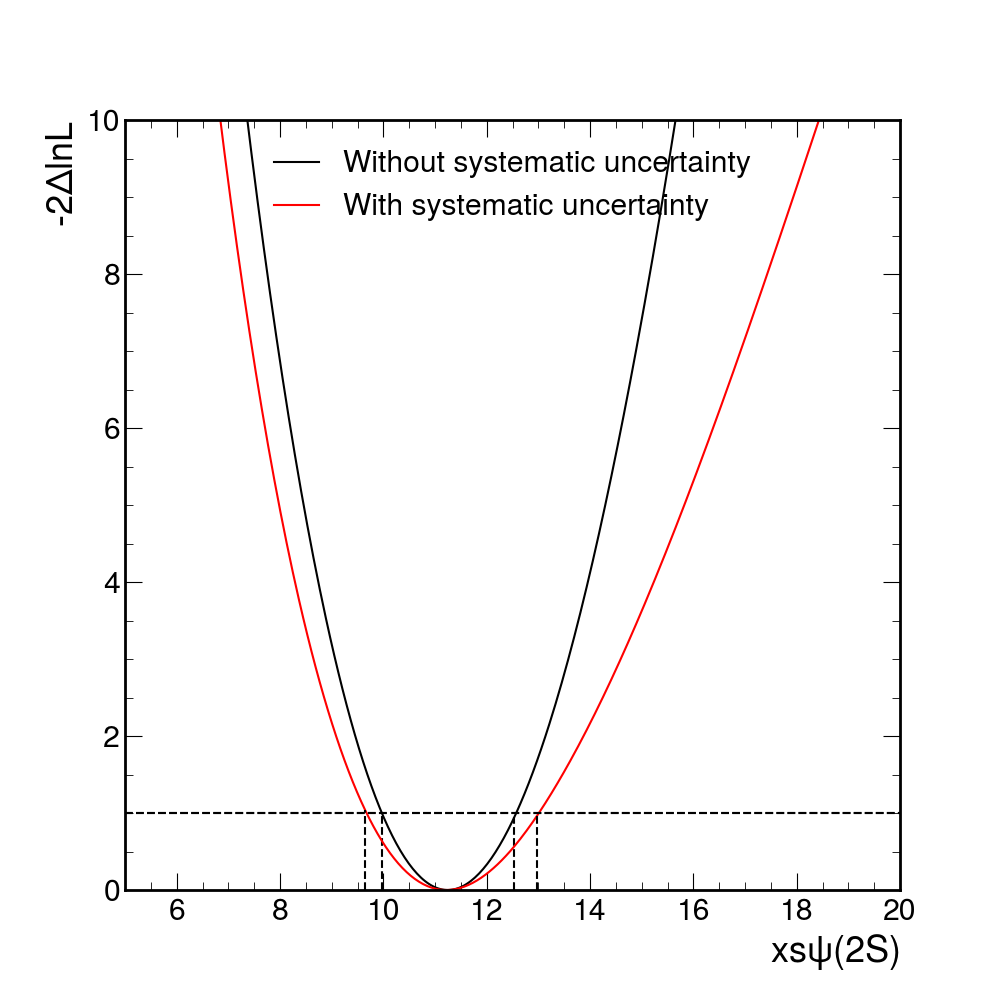 10
-2ΔlnL
Without systematic uncertainty
With systematic uncertainty
8
6
4
2
0
6 8 10 12 14 16 18 20
xsψ(2S)